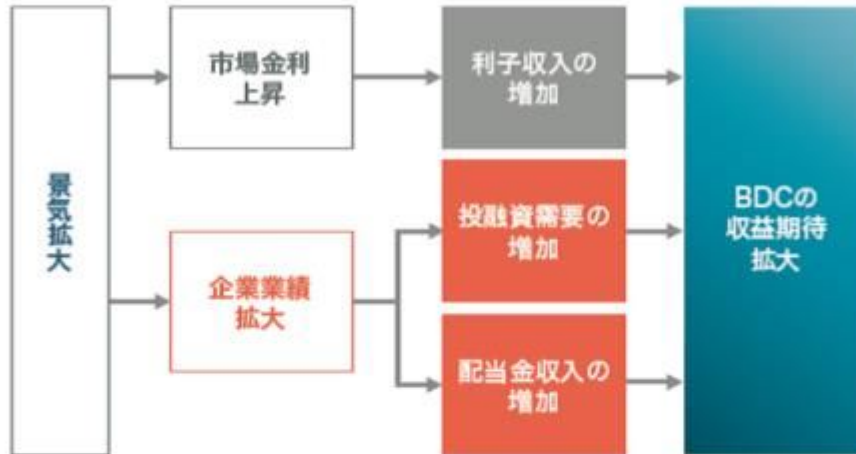 景気拡大
市場金利
上昇
利子収入の
増加
企業業績
拡大
投融資需要の
増加
配当金収入の
増加
BDCの
収益期待
拡大